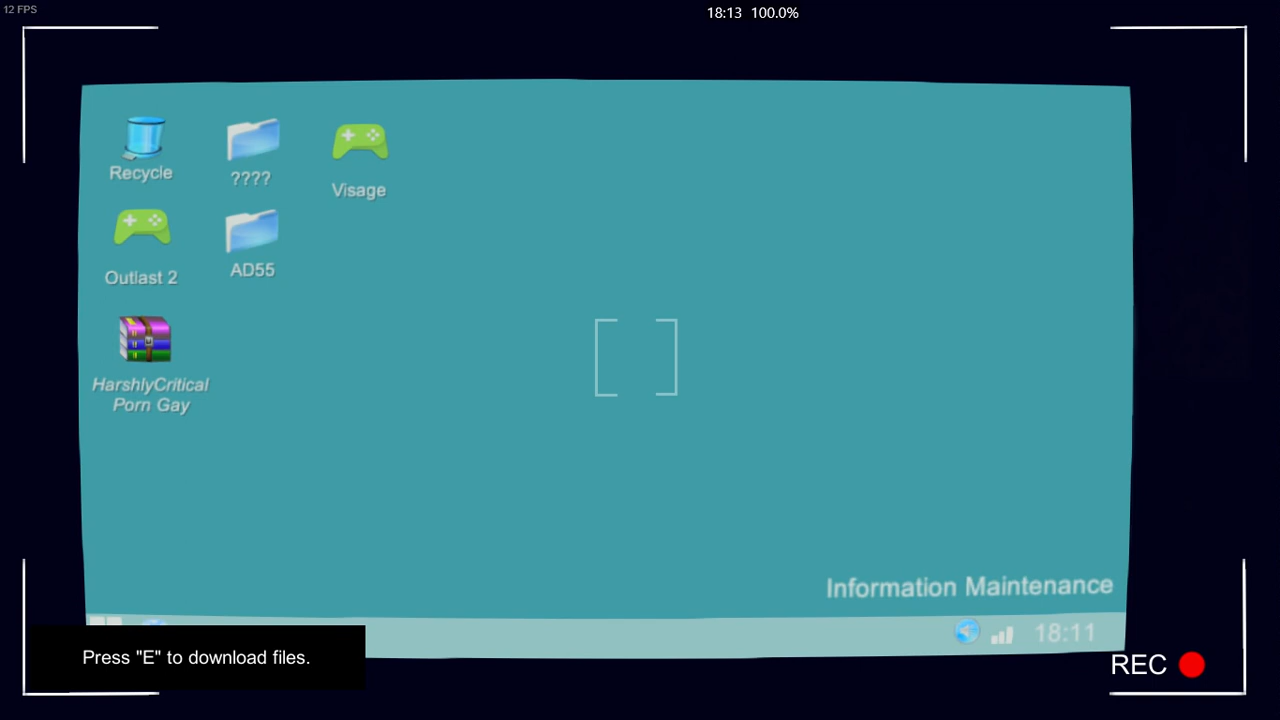 12 FPS
18:13 100.0%
Recycle
????
Visage
Outlast 2
AD55
HarshlyCritical
Porn Gay
Information Maintenance
18:11
Press "E" to download files.
REC